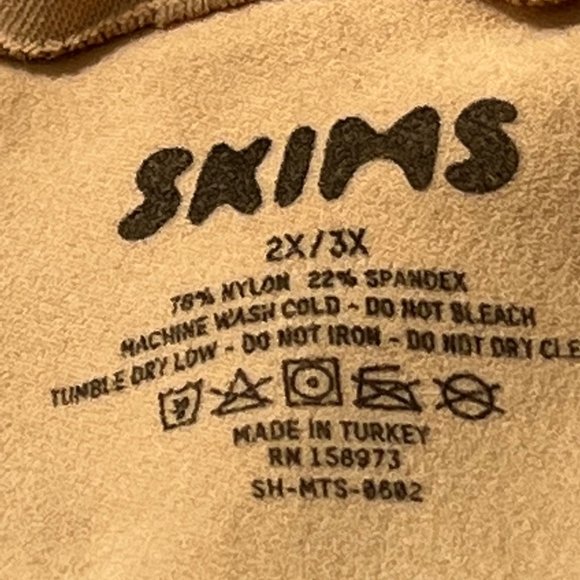 SKIMS
2X/3X
78% NYLON 22% SPANDEX
MACHINE WASH COLD - DO NOT BLEACH
TUMBLE DRY LOW - DO NOT IRON - DO NOT DRY CLE
MADE IN TURKEY
RN 158973
SH-MTS-0602